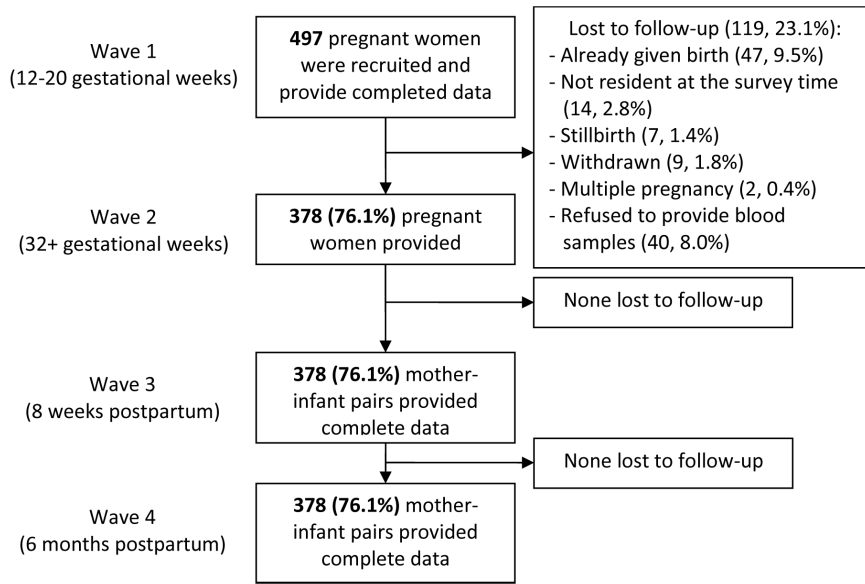 Wave 1
(12-20 gestational weeks)
497 pregnant women
were recruited and
provide completed data
Lost to follow-up (119, 23.1%):
- Already given birth (47, 9.5%)
- Not resident at the survey time
(14, 2.8%)
- Stillbirth (7, 1.4%)
- Withdrawn (9, 1.8%)
- Multiple pregnancy (2, 0.4%)
- Refused to provide blood
samples (40, 8.0%)
Wave 2
(32+ gestational weeks)
378 (76.1%) pregnant
women provided
None lost to follow-up
Wave 3
(8 weeks postpartum)
378 (76.1%) mother-
infant pairs provided
complete data
None lost to follow-up
Wave 4
(6 months postpartum)
378 (76.1%) mother-
infant pairs provided
complete data